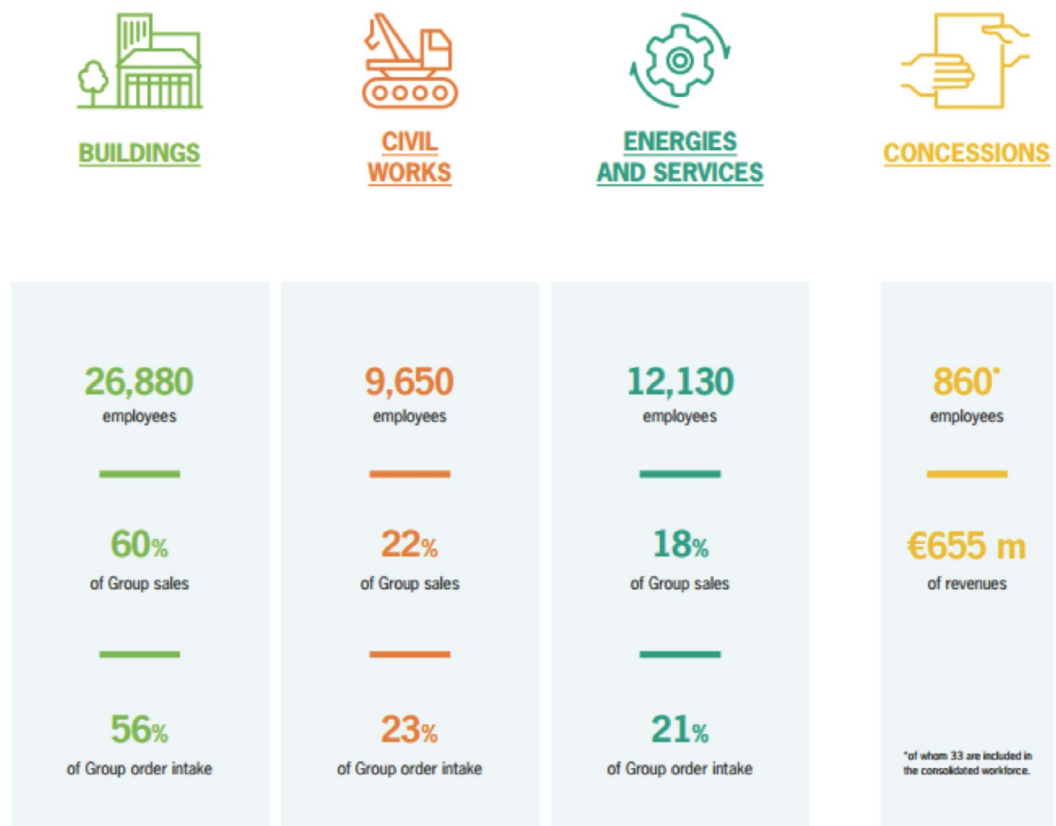 BUILDINGS
CIVIL
WORKS
ENERGIES
AND SERVICES
CONCESSIONS
26,880
employees
60%
of Group sales
56%
of Group order intake
9,650
employees
22%
of Group sales
23%
of Group order intake
12,130
employees
18%
of Group sales
21%
of Group order intake
860*
employees
€655 m
of revenues
*of whom 33 are included in
the consolidated workforce.